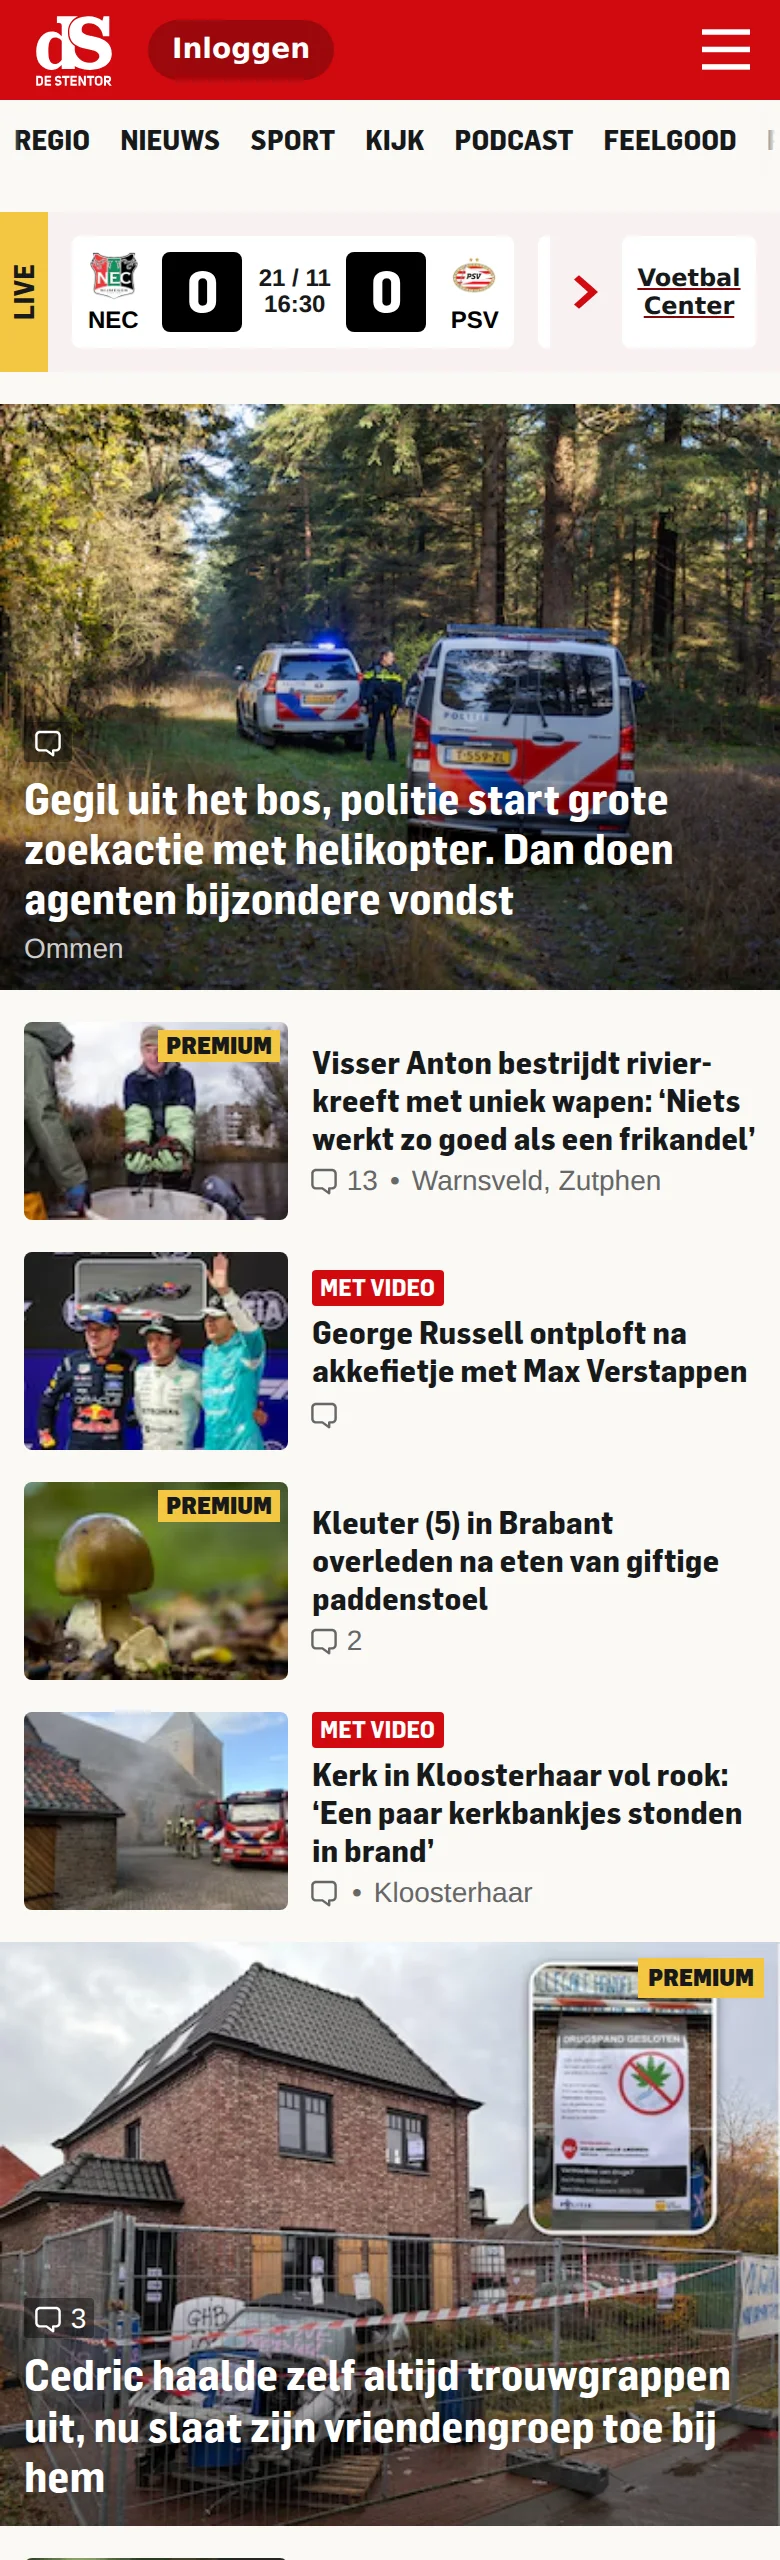 dS
DE STENTOR
Inloggen
REGIO NIEUWS SPORT KIJK PODCAST FEELGOOD
LIVE
NEC
0
21 / 11
16:30
0
PSV
Voetbal
Center
POLITIE
T-559-ZL
Gegil uit het bos, politie start grote
zoekactie met helikopter. Dan doen
agenten bijzondere vondst
Ommen
PREMIUM
Visser Anton bestrijdt rivier-
kreeft met uniek wapen: ‘Niets
werkt zo goed als een frikandel’
13 • Warnsveld, Zutphen
MET VIDEO
George Russell ontploft na
akkefietje met Max Verstappen
PREMIUM
Kleuter (5) in Brabant
overleden na eten van giftige
paddenstoel
2
MET VIDEO
Kerk in Kloosterhaar vol rook:
‘Een paar kerkbankjes stonden
in brand’
• Kloosterhaar
PREMIUM
DRUGSPAND GESLOTEN
GHB
3
Cedric haalde zelf altijd trouwgrappen
uit, nu slaat zijn vriendengroep toe bij
hem